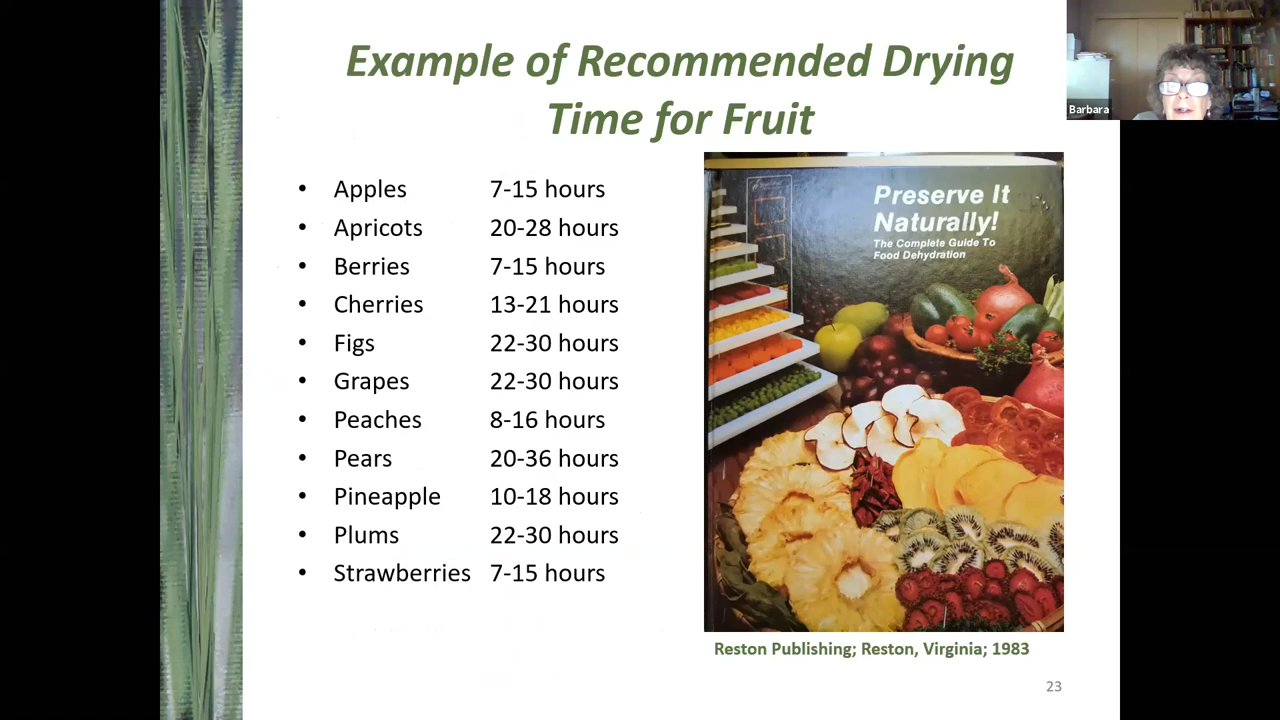 Example of Recommended Drying
Time for Fruit
• Apples 7-15 hours
• Apricots 20-28 hours
• Berries 7-15 hours
• Cherries 13-21 hours
• Figs 22-30 hours
• Grapes 22-30 hours
• Peaches 8-16 hours
• Pears 20-36 hours
• Pineapple 10-18 hours
• Plums 22-30 hours
• Strawberries 7-15 hours
Preserve It
Naturally!
The Complete Guide To
Food Dehydration
Reston Publishing; Reston, Virginia; 1983
23
Barbara